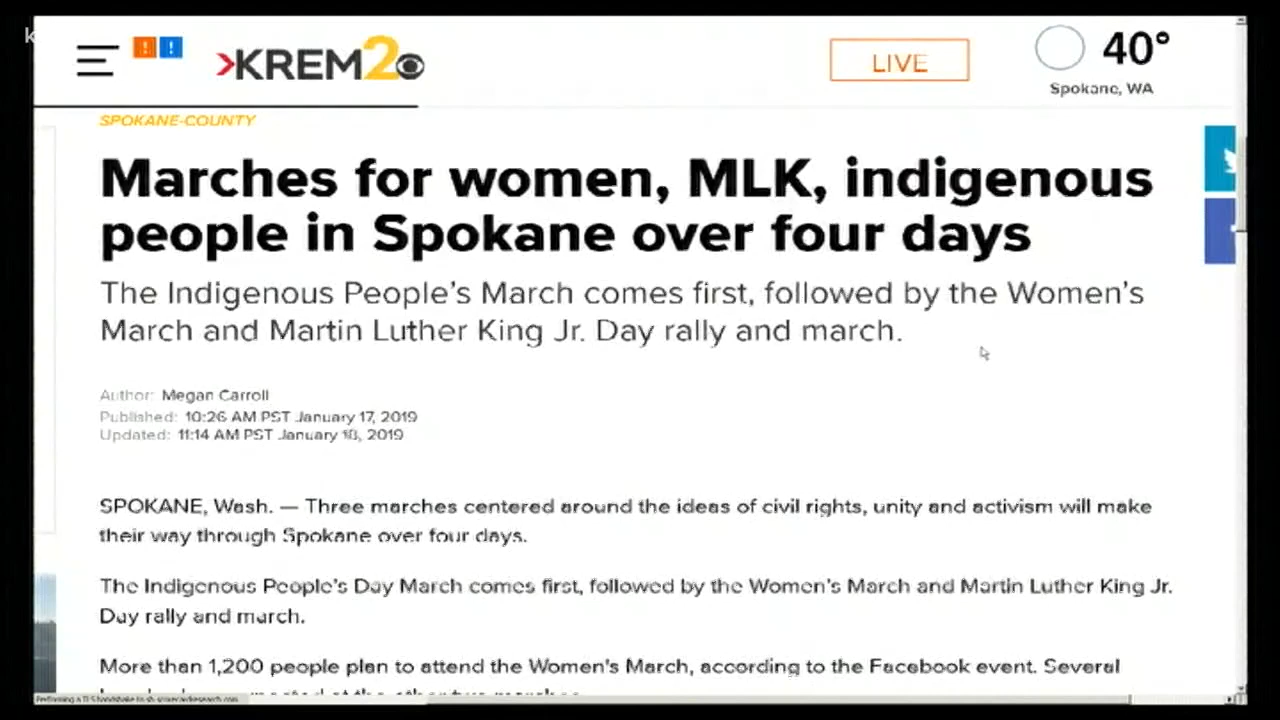 k
! !
KREM2
LIVE
40°
Spokane, WA
SPOKANE-COUNTY
Marches for women, MLK, indigenous
people in Spokane over four days
The Indigenous People's March comes first, followed by the Women's
March and Martin Luther King Jr. Day rally and march.
Author: Megan Carroll
Published: 10:26 AM PST January 17, 2019
Updated: 11:14 AM PST January 18, 2019
SPOKANE, Wash. — Three marches centered around the ideas of civil rights, unity and activism will make
their way through Spokane over four days.
The Indigenous People's Day March comes first, followed by the Women's March and Martin Luther King Jr.
Day rally and march.
More than 1,200 people plan to attend the Women's March, according to the Facebook event. Several
at the other two marches.